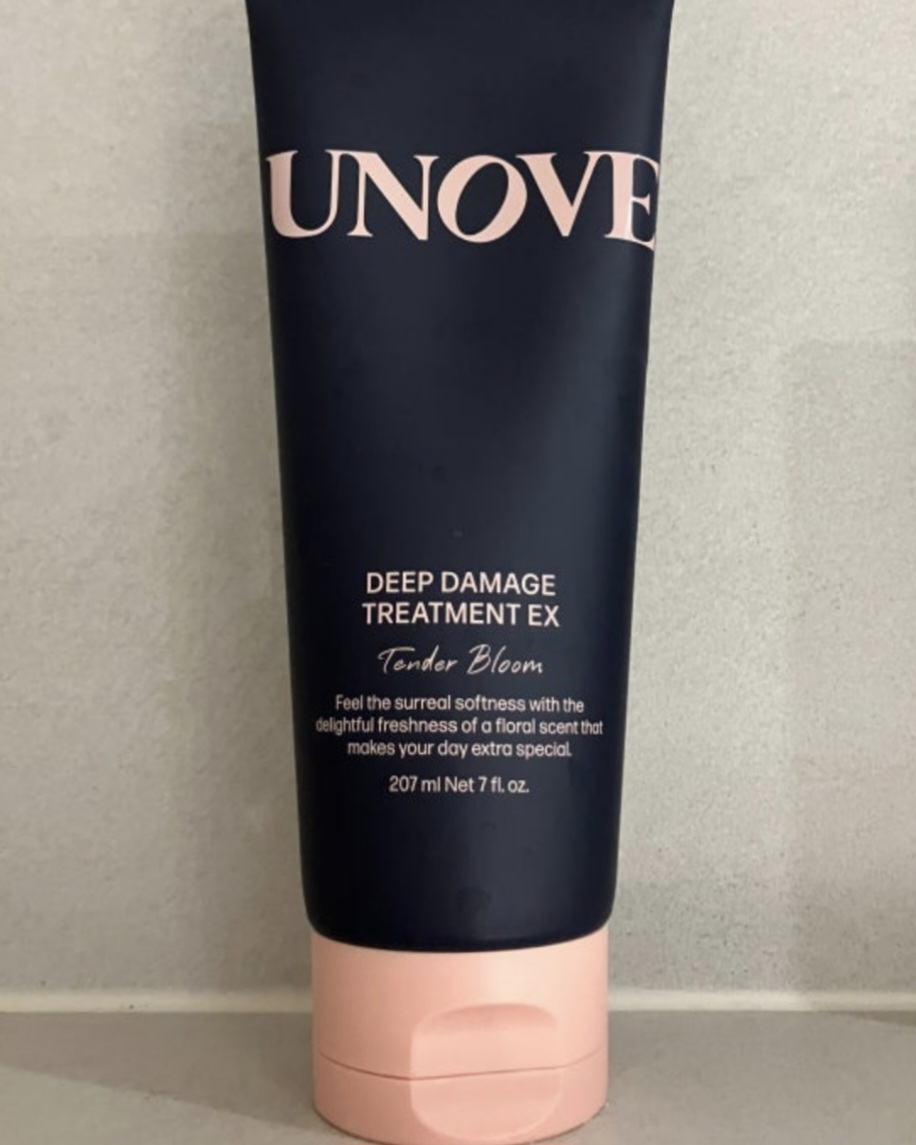 UNOVE
DEEP DAMAGE
TREATMENT EX
Tender Bloom
Feel the surreal softness with the
delightful freshness of a floral scent that
makes your day extra special.
207 ml Net 7 fl. oz.